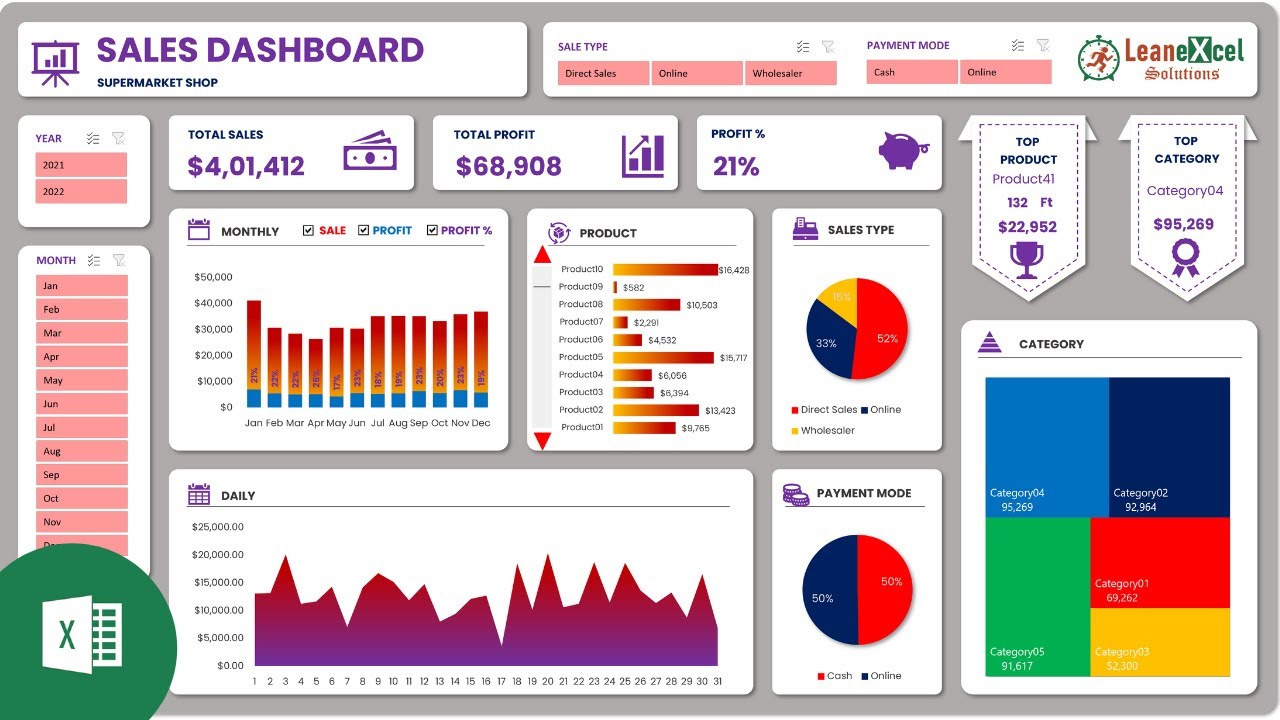 SALES DASHBOARD
SUPERMARKET SHOP
SALE TYPE
Direct Sales
Online
Wholesaler
PAYMENT MODE
Cash
Online
LeaneXcel
Solutions
YEAR
2021
2022
TOTAL SALES
$4,01,412
TOTAL PROFIT
$68,908
PROFIT %
21%
TOP
PRODUCT
Product41
132 Ft
$22,952
TOP
CATEGORY
Category04
$95,269
MONTH
Jan
Feb
Mar
Apr
May
Jun
Jul
Aug
Sep
Oct
Nov
MONTHLY
SALE
PROFIT
PROFIT %
$50,000
$40,000
$30,000
$20,000
$10,000
$0
21%
22%
22%
25%
17%
23%
18%
19%
23%
20%
23%
19%
Jan Feb Mar Apr May Jun Jul Aug Sep Oct Nov Dec
PRODUCT
Product10 $16,428
Product09 $582
Product08 $10,503
Product07 $2,291
Product06 $4,532
Product05 $15,717
Product04 $6,056
Product03 $6,394
Product02 $13,423
Product01 $9,765
SALES TYPE
15%
33%
52%
Direct Sales Online
Wholesaler
DAILY
$25,000.00
$20,000.00
$15,000.00
$10,000.00
$5,000.00
$0.00
1 2 3 4 5 6 7 8 9 10 11 12 13 14 15 16 17 18 19 20 21 22 23 24 25 26 27 28 29 30 31
PAYMENT MODE
50%
50%
Cash Online
CATEGORY
Category04
95,269
Category02
92,964
Category01
69,262
Category05
91,617
Category03
52,300
X